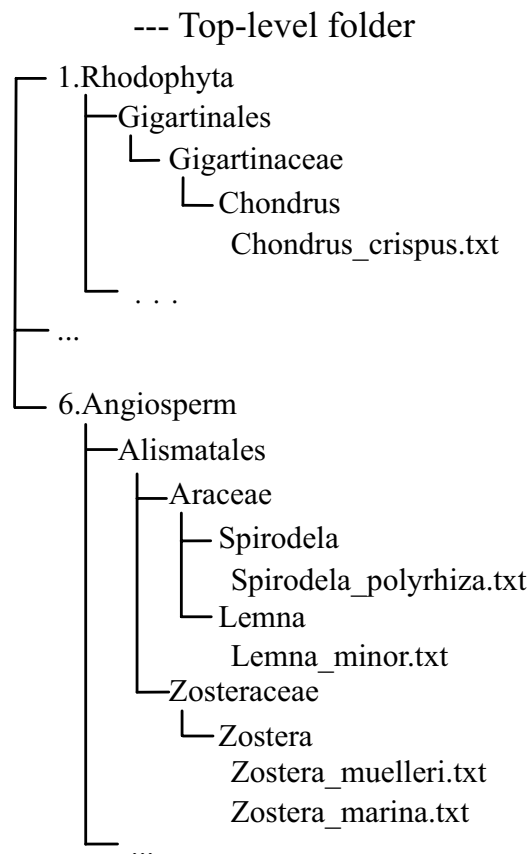 --- Top-level folder
1.Rhodophyta
Gigartinales
Gigartinaceae
Chondrus
Chondrus_crispus.txt
. . .
...
6.Angiosperm
Alismatales
Araceae
Spirodela
Spirodela_polyrhiza.txt
Lemna
Lemna_minor.txt
Zosteraceae
Zostera
Zostera_muelleri.txt
Zostera_marina.txt
...